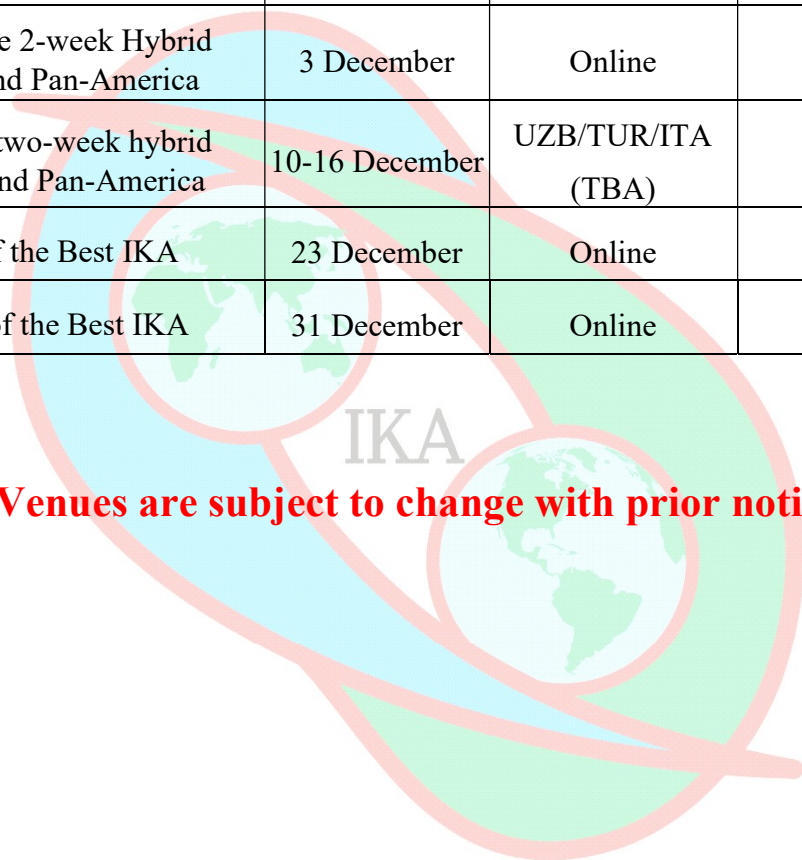 e 2-week Hybrid
nd Pan-America
3 December
Online
two-week hybrid
nd Pan-America
10-16 December
UZB/TUR/ITA
(TBA)
f the Best IKA
23 December
Online
of the Best IKA
31 December
Online
IKA
Venues are subject to change with prior noti